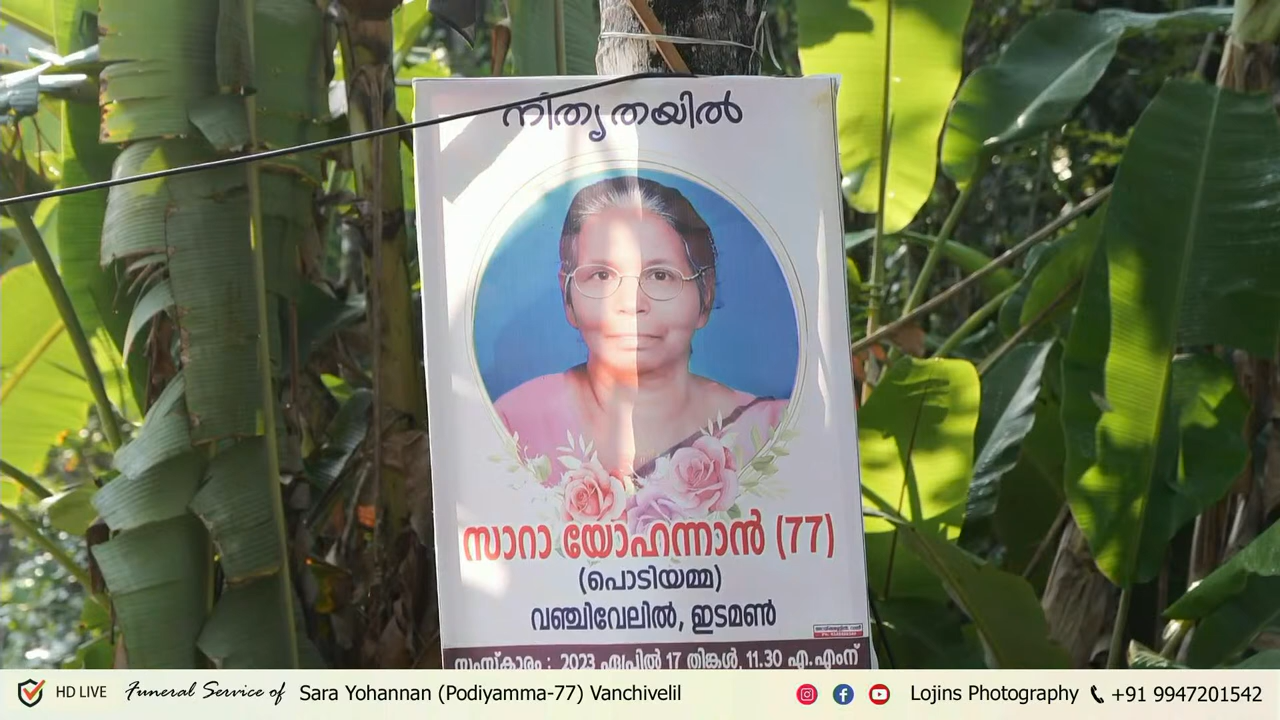 നിത്യതയിൽ
സാറാ യോഹന്നാൻ (77)
(പൊടിയമ്മ)
വഞ്ചിവേലിൽ, ഇടമൺ
സംസ്കാരം : 2023 ഏപ്രിൽ 17 തിങ്കൾ, 11.30 എ.എംന്
HD LIVE Funeral Service of Sara Yohannan (Podiyamma-77) Vanchivelil Lojins Photography +91 9947201542